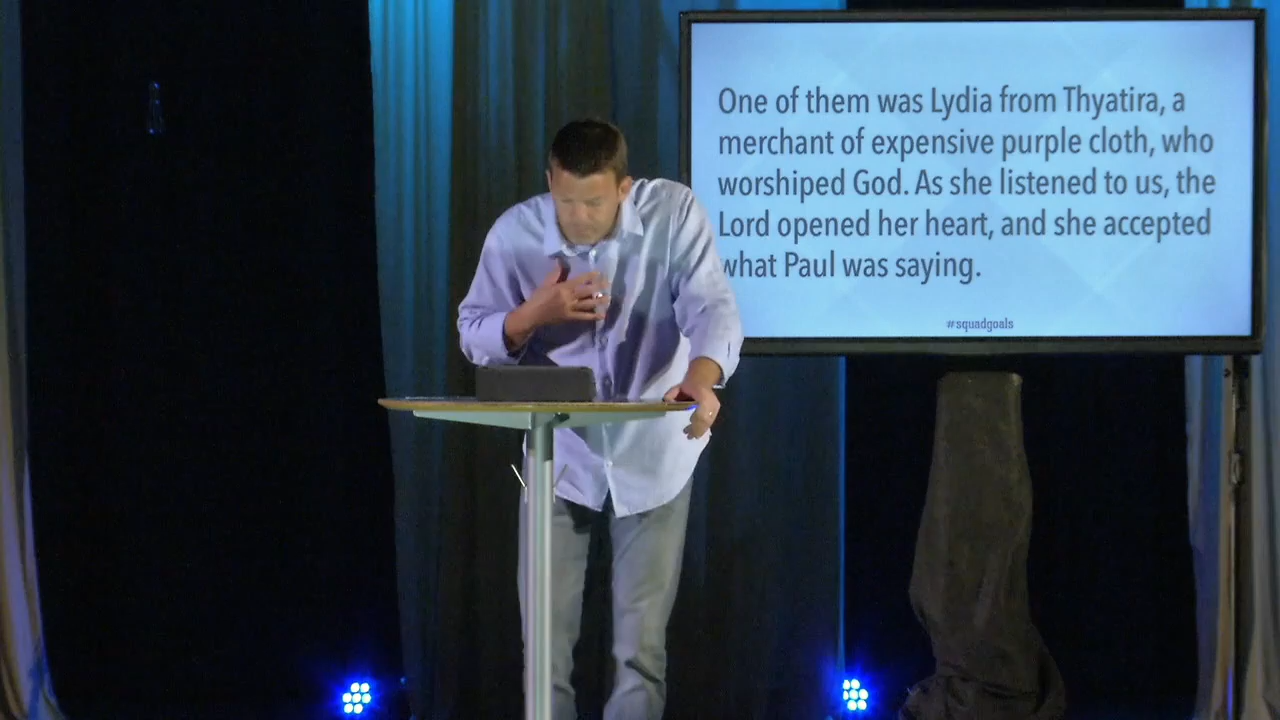 One of them was Lydia from Thyatira, a
merchant of expensive purple cloth, who
worshiped God. As she listened to us, the
Lord opened her heart, and she accepted
what Paul was saying.
#squadgoals